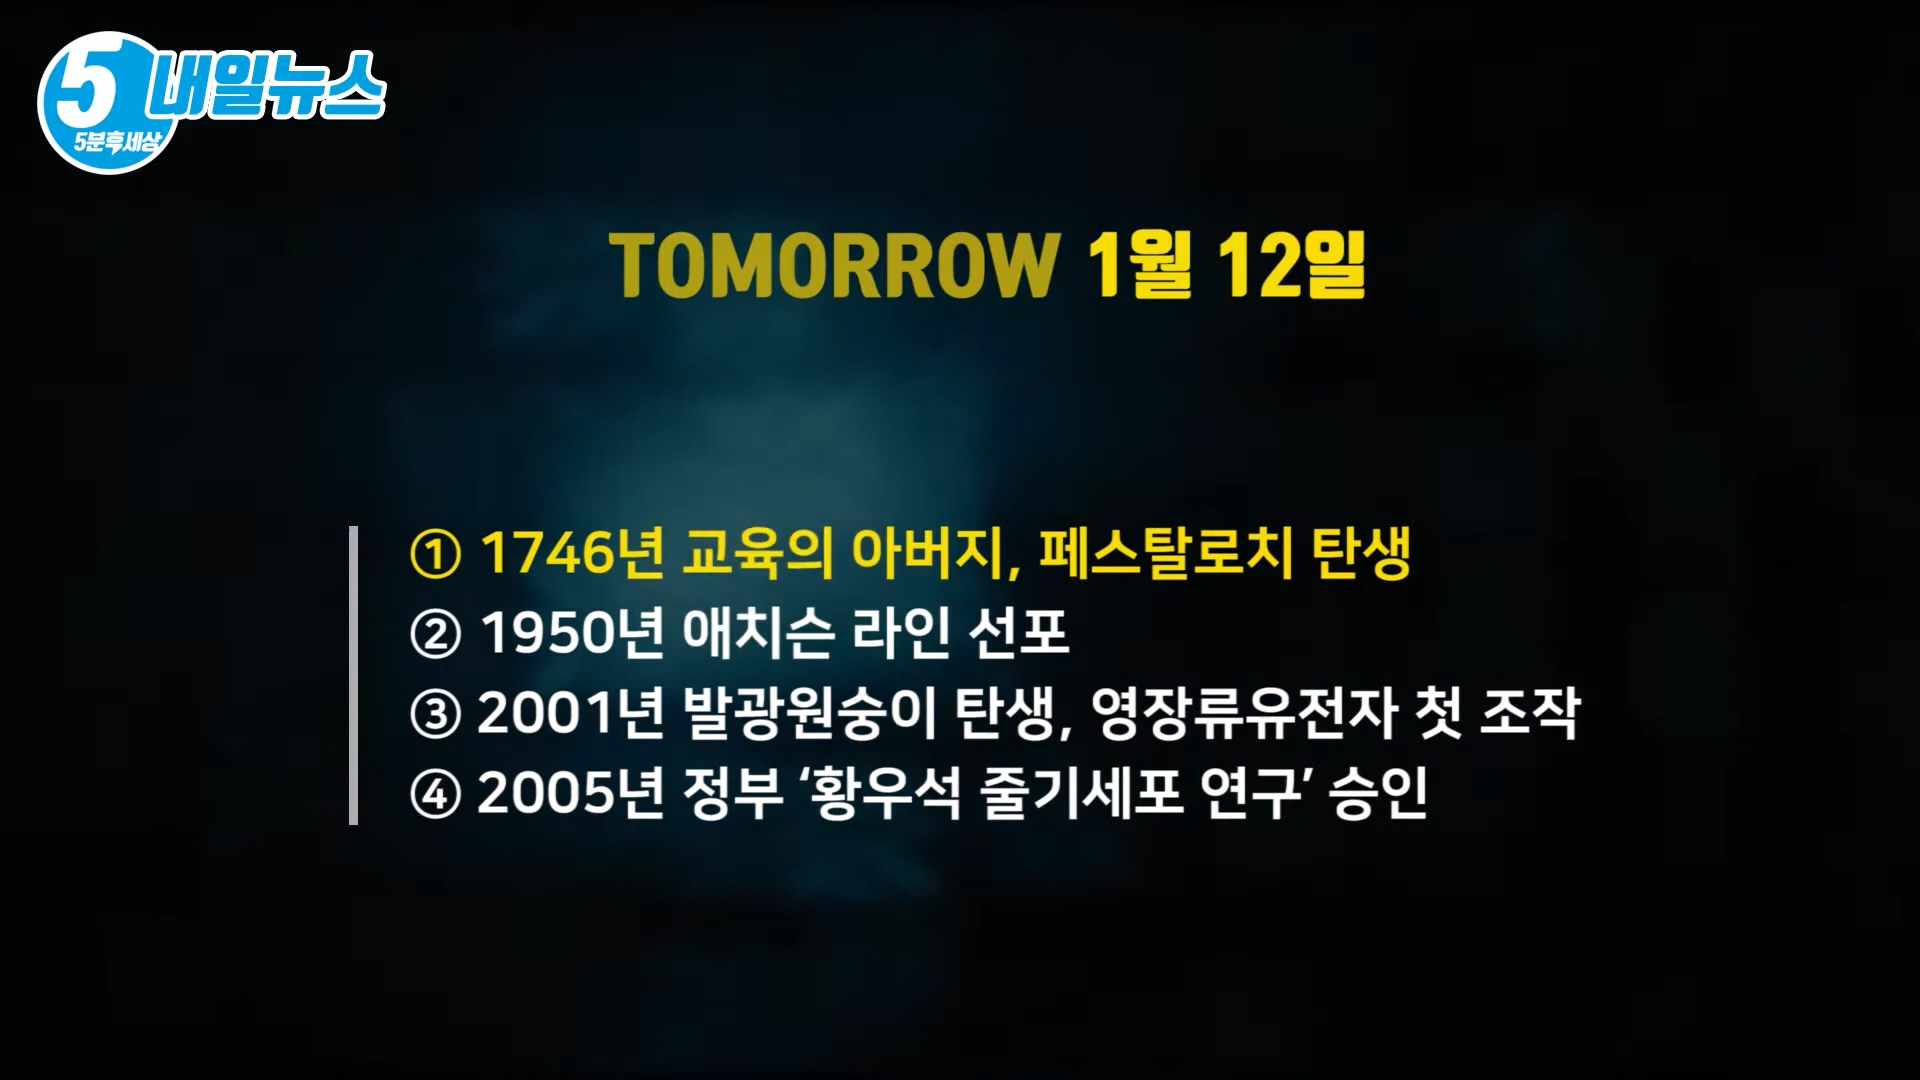 5 내일뉴스
5분후세상
TOMORROW 1월 12일
① 1746년 교육의 아버지, 페스탈로치 탄생
② 1950년 애치슨 라인 선포
③ 2001년 발광원숭이 탄생, 영장류유전자 첫 조작
④ 2005년 정부 ‘황우석 줄기세포 연구’ 승인